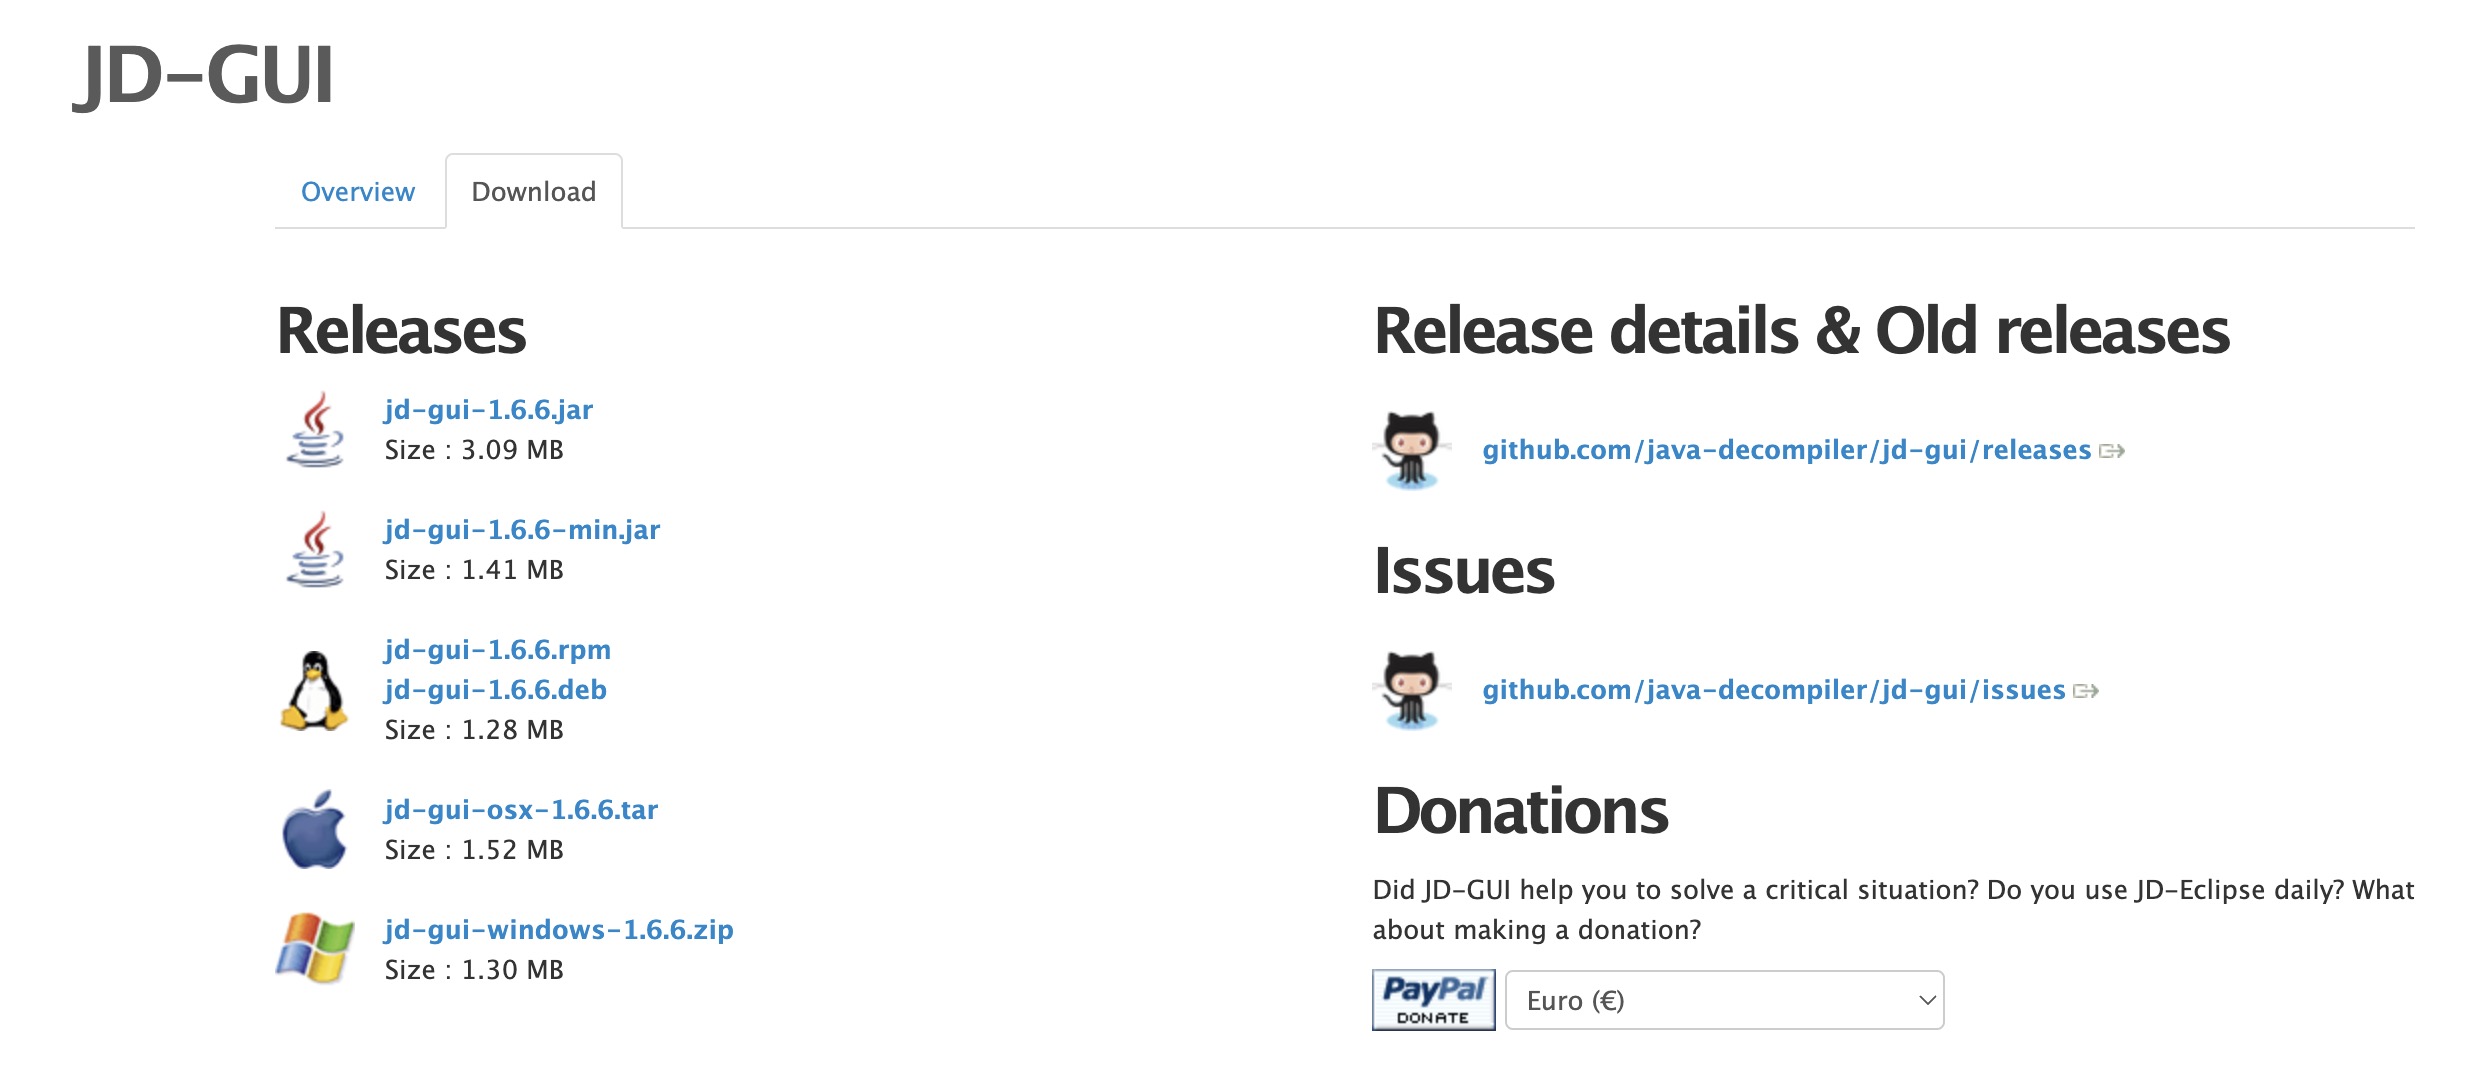 JD-GUI
Overview
Download
Releases
jd-gui-1.6.6.jar
Size : 3.09 MB
jd-gui-1.6.6-min.jar
Size : 1.41 MB
jd-gui-1.6.6.rpm
jd-gui-1.6.6.deb
Size : 1.28 MB
jd-gui-osx-1.6.6.tar
Size : 1.52 MB
jd-gui-windows-1.6.6.zip
Size : 1.30 MB
Release details & Old releases
github.com/java-decompiler/jd-gui/releases
Issues
github.com/java-decompiler/jd-gui/issues
Donations
Did JD-GUI help you to solve a critical situation? Do you use JD-Eclipse daily? What
about making a donation?
PayPal
DONATE
Euro (€)